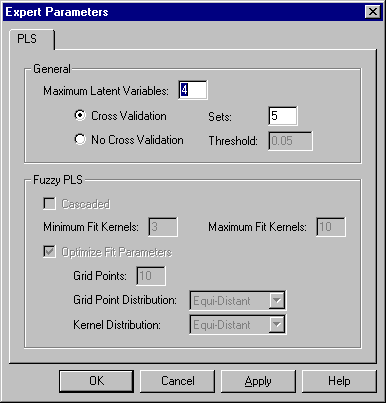 Expert Parameters
PLS
General
Maximum Latent Variables: 4
Cross Validation Sets: 5
No Cross Validation Threshold: 0.05
Fuzzy PLS
Cascaded
Minimum Fit Kernels: 3 Maximum Fit Kernels: 10
Optimize Fit Parameters
Grid Points: 10
Grid Point Distribution: Equi-Distant
Kernel Distribution: Equi-Distant
OK Cancel Apply Help